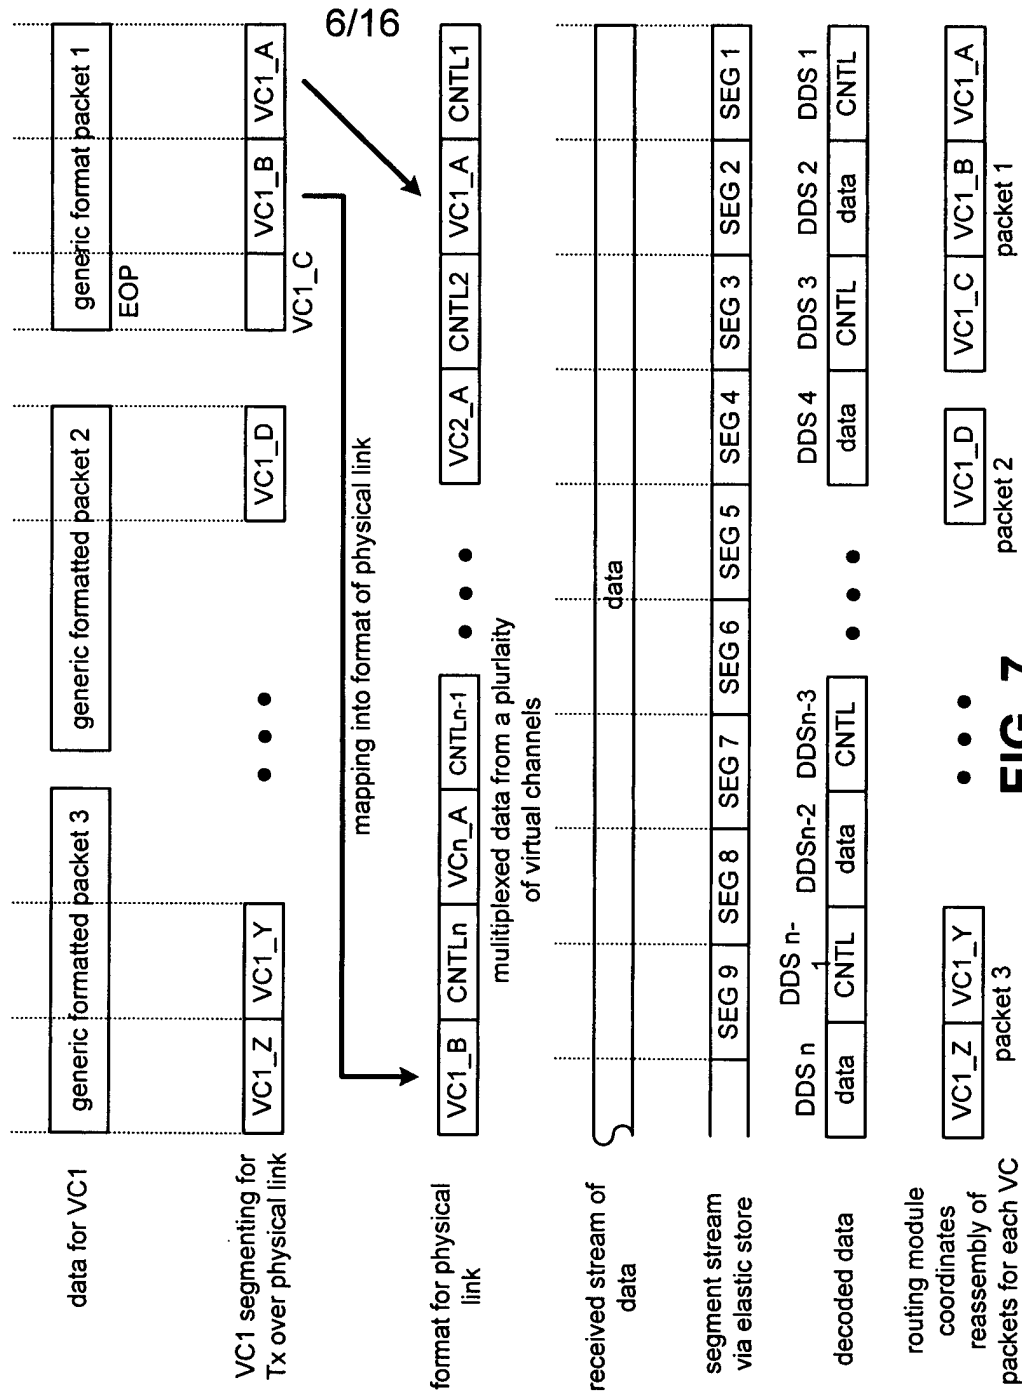 6/16
data for VC1
generic formatted packet 3
generic formatted packet 2
generic format packet 1
EOP
VC1 segmenting for
Tx over physical link
VC1_Z
VC1_Y
VC1_D
VC1_B
VC1_A
VC1_C
mapping into format of physical link
format for physical
link
VC1_B
CNTLn
VCn_A
CNTLn-1
VC2_A
CNTL2
VC1_A
CNTL1
mulitiplexed data from a plurlaity
of virtual channels
received stream of
data
data
segment stream
via elastic store
SEG 9
SEG 8
SEG 7
SEG 6
SEG 5
SEG 4
SEG 3
SEG 2
SEG 1
DDS n
DDS n-
1
DDSn-2
DDSn-3
DDS 4
DDS 3
DDS 2
DDS 1
decoded data
data
CNTL
data
CNTL
data
CNTL
data
CNTL
routing module
coordinates
reassembly of
packets for each VC
VC1_Z
VC1_Y
VC1_D
VC1_C
VC1_B
VC1_A
packet 3
packet 2
packet 1
FIG. 7